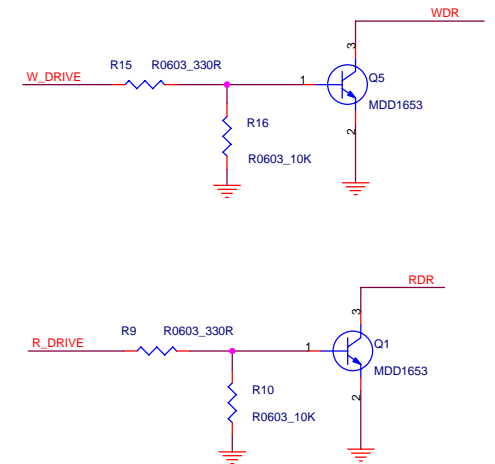 WDR
3
R15 R0603_330R
W_DRIVE
1
Q5
MDD1653
R16
2
R0603_10K
RDR
3
R9 R0603_330R
R_DRIVE
1
Q1
MDD1653
R10
2
R0603_10K